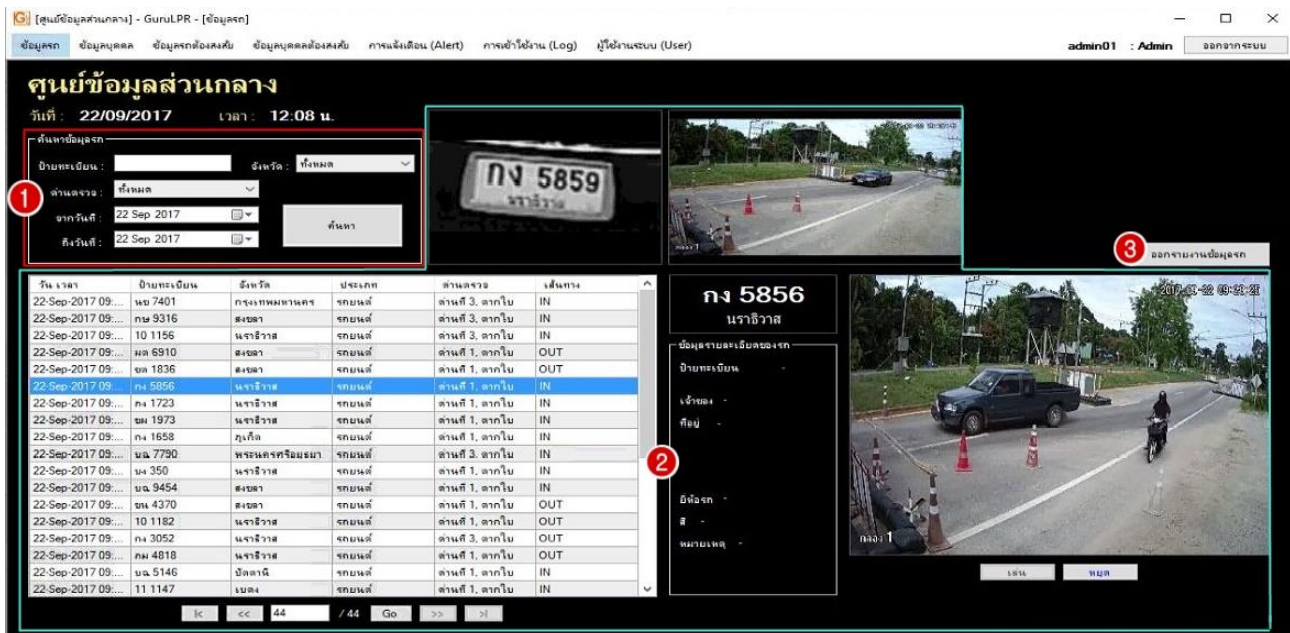 [ศูนย์ข้อมูลส่วนกลาง] - GuruLPR - [ข้อมูลรถ]
ข้อมูลรถ ข้อมูลบุคคล ข้อมูลรถต้องสงสัย ข้อมูลบุคคลต้องสงสัย การแจ้งเตือน (Alert) การเข้าใช้งาน (Log) ผู้ใช้งานระบบ (User) admin01 : Admin ออกจากระบบ
ศูนย์ข้อมูลส่วนกลาง
วันที่ : 22/09/2017 เวลา : 12:08 น.
ค้นหาข้อมูลรถ
ป้ายทะเบียน : จังหวัด : ทั้งหมด
ด่านตรวจ : ทั้งหมด
จากวันที่ : 22 Sep 2017
ถึงวันที่ : 22 Sep 2017
ค้นหา
1
กง 5859
นราธิวาส
กล้อง 1
3
ออกรายงานข้อมูลรถ
วัน เวลา ป้ายทะเบียน จังหวัด ประเภท ด่านตรวจ เส้นทาง
22-Sep-2017 09:... นข 7401 กรุงเทพมหานคร รถยนต์ ด่านที่ 3, ตากใบ IN
22-Sep-2017 09:... กษ 9316 สงขลา รถยนต์ ด่านที่ 3, ตากใบ IN
22-Sep-2017 09:... 10 1156 นราธิวาส รถยนต์ ด่านที่ 3, ตากใบ IN
22-Sep-2017 09:... ผต 6910 สงขลา รถยนต์ ด่านที่ 1, ตากใบ OUT
22-Sep-2017 09:... ขต 1836 สงขลา รถยนต์ ด่านที่ 1, ตากใบ OUT
22-Sep-2017 09:... กง 5856 นราธิวาส รถยนต์ ด่านที่ 1, ตากใบ IN
22-Sep-2017 09:... กง 1723 นราธิวาส รถยนต์ ด่านที่ 1, ตากใบ IN
22-Sep-2017 09:... ขม 1973 นราธิวาส รถยนต์ ด่านที่ 1, ตากใบ IN
22-Sep-2017 09:... กง 1658 ภูเก็ต รถยนต์ ด่านที่ 1, ตากใบ IN
22-Sep-2017 09:... บฉ 7790 พระนครศรีอยุธยา รถยนต์ ด่านที่ 3, ตากใบ IN
22-Sep-2017 09:... บง 350 นราธิวาส รถยนต์ ด่านที่ 1, ตากใบ IN
22-Sep-2017 09:... บฉ 9454 สงขลา รถยนต์ ด่านที่ 1, ตากใบ IN
22-Sep-2017 09:... ขน 4370 สงขลา รถยนต์ ด่านที่ 1, ตากใบ OUT
22-Sep-2017 09:... 10 1182 นราธิวาส รถยนต์ ด่านที่ 1, ตากใบ OUT
22-Sep-2017 09:... กง 3052 นราธิวาส รถยนต์ ด่านที่ 3, ตากใบ OUT
22-Sep-2017 09:... กม 4818 นราธิวาส รถยนต์ ด่านที่ 1, ตากใบ OUT
22-Sep-2017 09:... บฉ 5146 ปัตตานี รถยนต์ ด่านที่ 1, ตากใบ IN
22-Sep-2017 09:... 11 1147 เบตง รถยนต์ ด่านที่ 1, ตากใบ IN
|< << 44 / 44 Go >> >|
กง 5856
นราธิวาส
ข้อมูลรายละเอียดของรถ
ป้ายทะเบียน -
เจ้าของ -
ที่อยู่ -
2
ยี่ห้อรถ -
สี -
หมายเหตุ -
กล้อง 1
เล่น หยุด